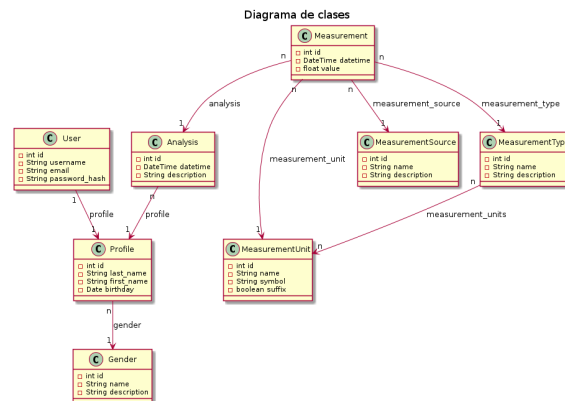 Diagrama de clases
C Measurement
int id
DateTime datetime
float value
n
n
n
n
analysis
measurement_source
measurement_type
measurement_unit
1
1
1
C User
int id
String username
String email
String password_hash
C Analysis
int id
DateTime datetime
String description
C MeasurementSource
int id
String name
String description
C MeasurementTyp
int id
String name
String description
1
profile
n
profile
n
measurement_units
1
1
1
n
C Profile
int id
String last_name
String first_name
Date birthday
C MeasurementUnit
int id
String name
String symbol
boolean suffix
n
gender
1
C Gender
int id
String name
String description